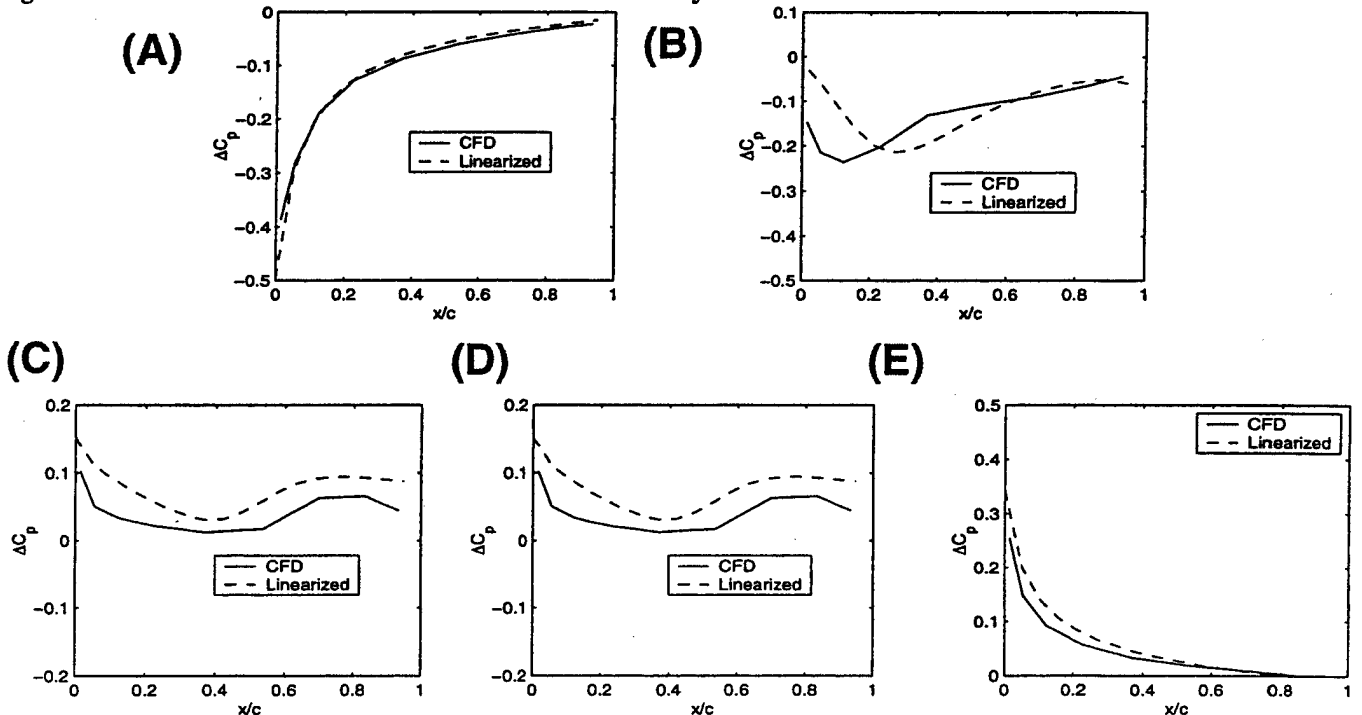 (A)
0
−0.1
−0.2
−0.3
−0.4
−0.5
ΔCp
CFD
Linearized
0 0.2 0.4 0.6 0.8 1
x/c
(B)
0.1
0
−0.1
−0.2
−0.3
−0.4
−0.5
ΔCp
CFD
Linearized
0 0.2 0.4 0.6 0.8 1
x/c
(C)
0.2
0.1
0
−0.1
−0.2
ΔCp
CFD
Linearized
0 0.2 0.4 0.6 0.8 1
x/c
(D)
0.2
0.1
0
−0.1
−0.2
ΔCp
CFD
Linearized
0 0.2 0.4 0.6 0.8 1
x/c
(E)
0.5
0.4
0.3
0.2
0.1
0
ΔCp
CFD
Linearized
0 0.2 0.4 0.6 0.8 1
x/c